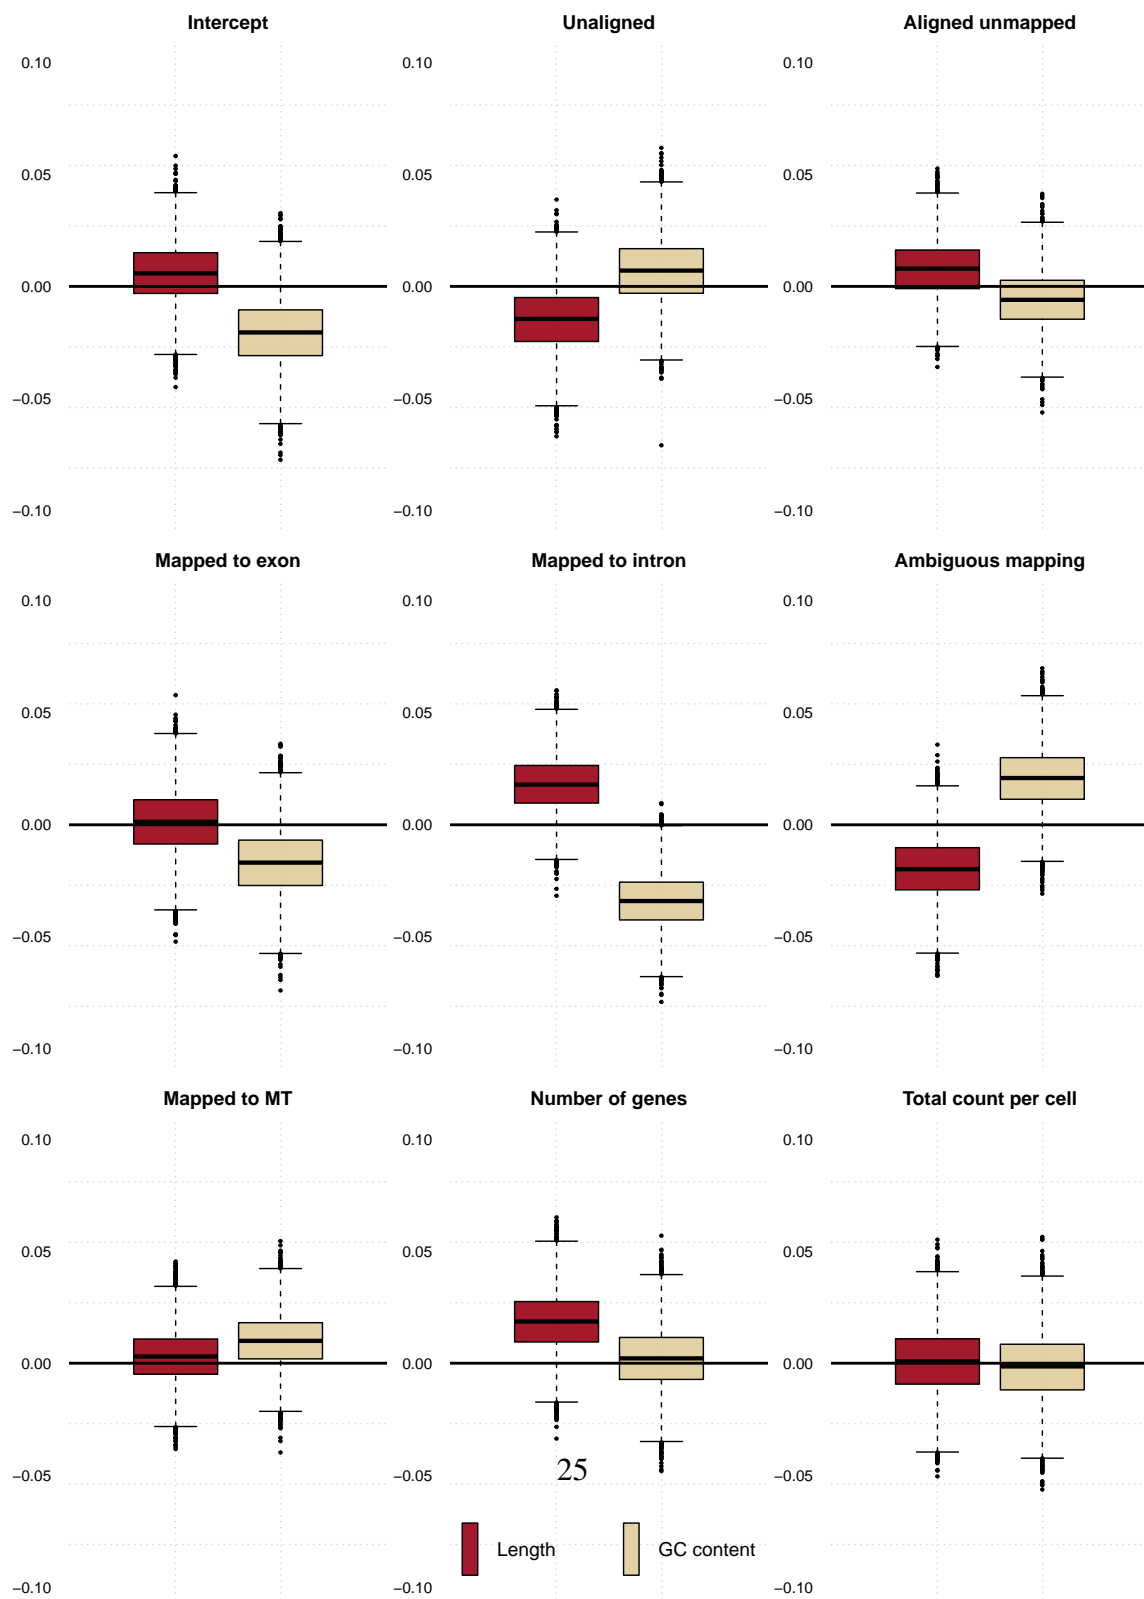 Intercept Unaligned Aligned unmapped
0.10 0.10 0.10
0.05 0.05 0.05
0.00 0.00 0.00
−0.05 −0.05 −0.05
−0.10 −0.10 −0.10
Mapped to exon Mapped to intron Ambiguous mapping
0.10 0.10 0.10
0.05 0.05 0.05
0.00 0.00 0.00
−0.05 −0.05 −0.05
−0.10 −0.10 −0.10
Mapped to MT Number of genes Total count per cell
0.10 0.10 0.10
0.05 0.05 0.05
0.00 0.00 0.00
−0.05 −0.05 −0.05
25
Length GC content
−0.10 −0.10 −0.10